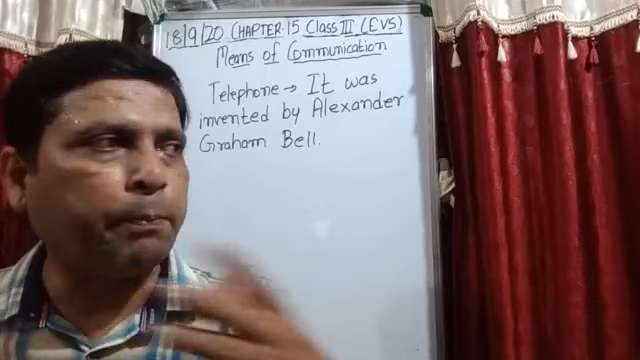 18/9/20 CHAPTER-15 Class III (EVS)
Means of Communication
Telephone → It was
invented by Alexander
Graham Bell.